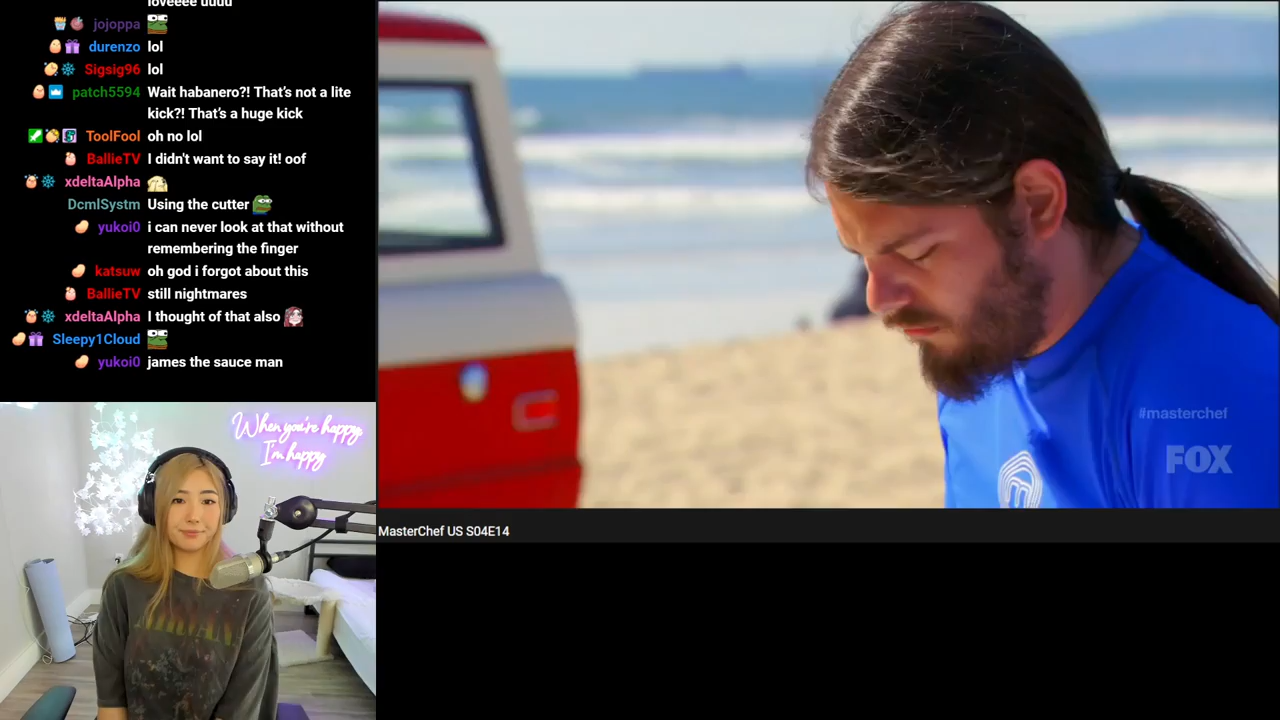 loveeee uuuu
jojoppa
durenzo lol
Sigsig96 lol
patch5594 Wait habanero?! That’s not a lite
kick?! That’s a huge kick
ToolFool oh no lol
BallieTV I didn't want to say it! oof
xdeltaAlpha
DcmlSystm Using the cutter
yukoi0 i can never look at that without
remembering the finger
katsuw oh god i forgot about this
BallieTV still nightmares
xdeltaAlpha I thought of that also
Sleepy1Cloud
yukoi0 james the sauce man
When you're happy,
I'm happy
#masterchef
FOX
MasterChef US S04E14